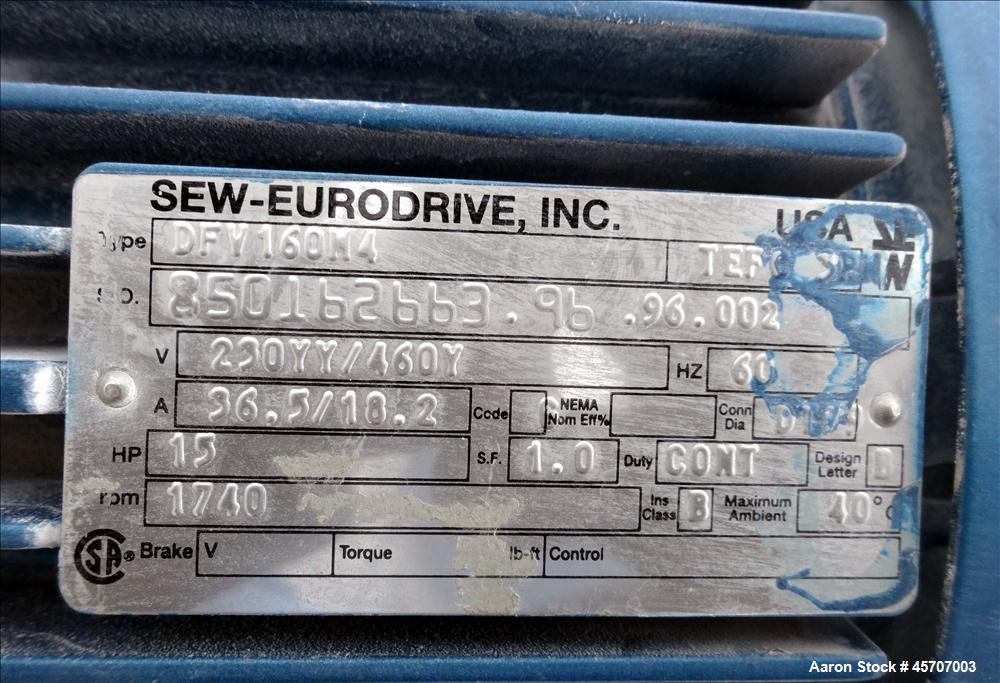 SEW-EURODRIVE, INC. USA
Type DFY160M4 TEFC
S.O. 850162663.96 .96.002
V 230YY/460Y HZ 60
A 36.5/18.2 Code NEMA Nom Eff% Conn Dia
HP 15 S.F. 1.0 Duty CONT Design Letter
rpm 1740 Ins Class B Maximum Ambient 40°C
Brake V Torque lb-ft Control
Aaron Stock # 45707003